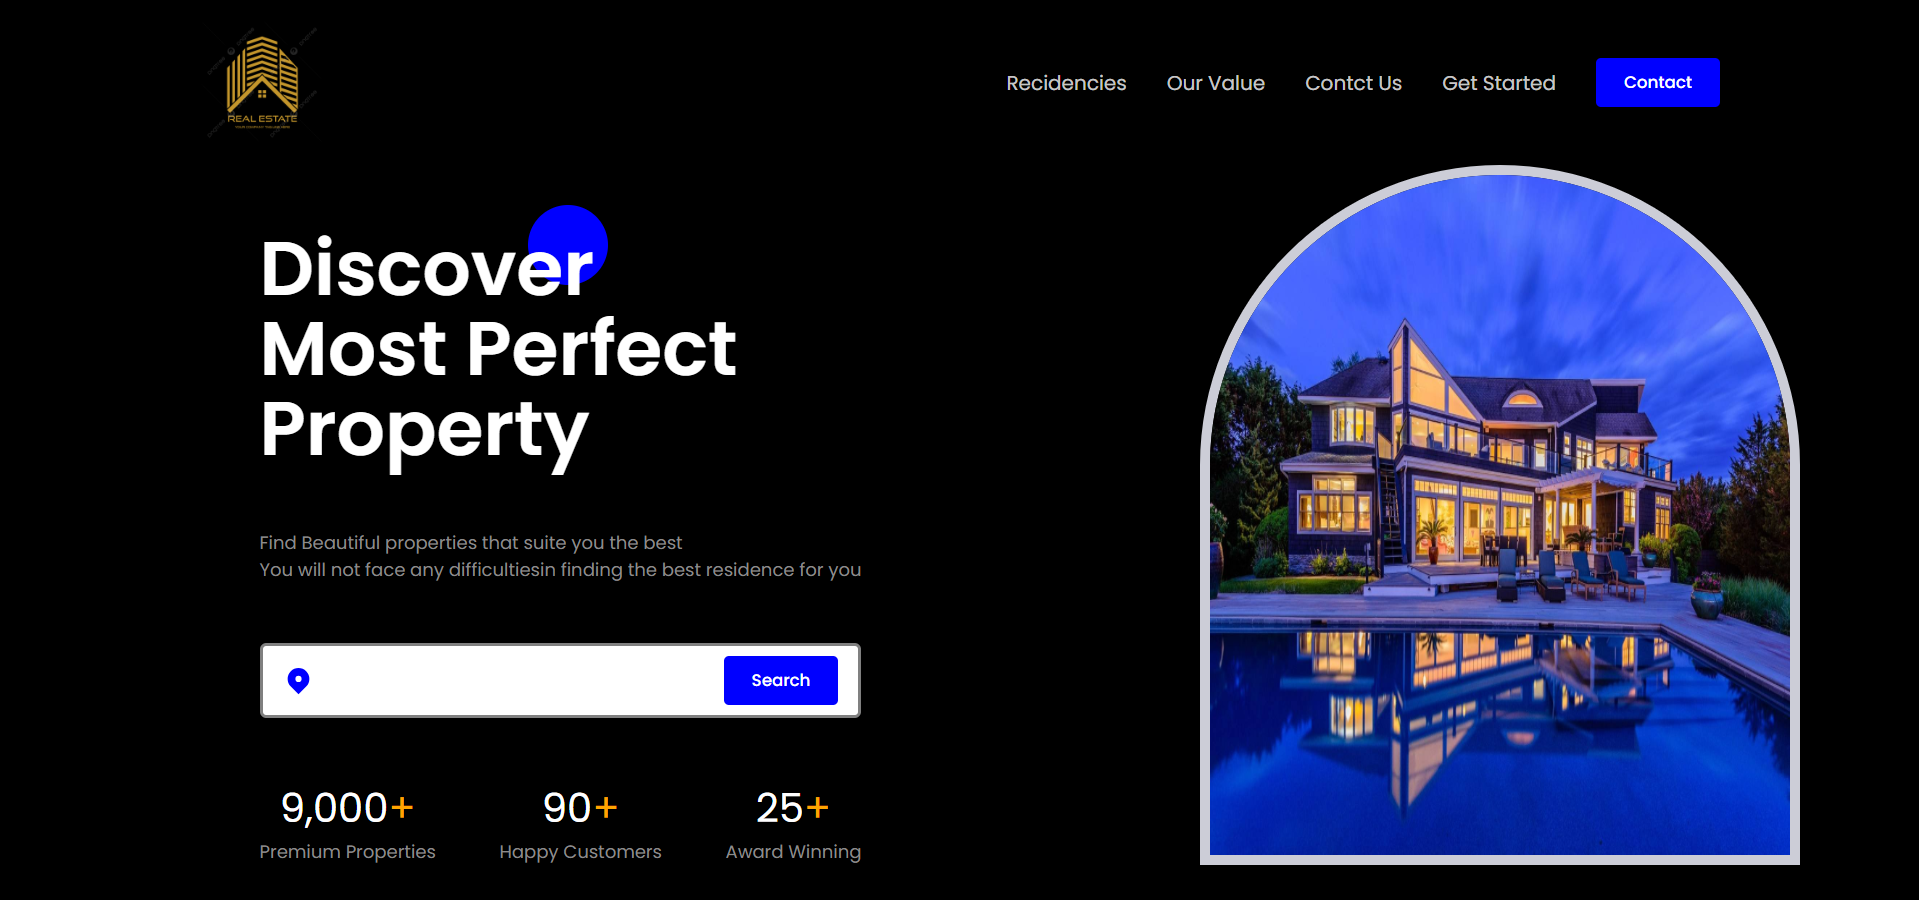 REAL ESTATE
Recidencies
Our Value
Contct Us
Get Started
Contact
Discover
Most Perfect
Property
Find Beautiful properties that suite you the best
You will not face any difficultiesin finding the best residence for you
Search
9,000+
90+
25+
Premium Properties
Happy Customers
Award Winning